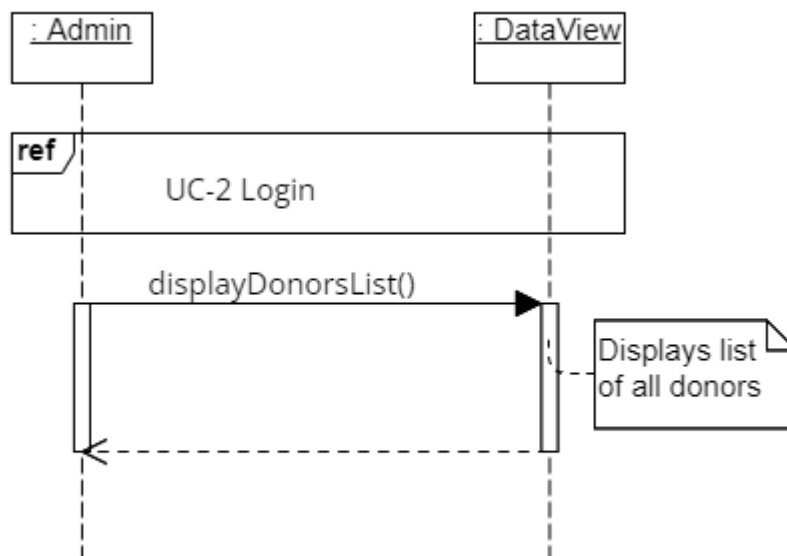 : Admin
: DataView
ref
UC-2 Login
displayDonorsList()
Displays list
of all donors